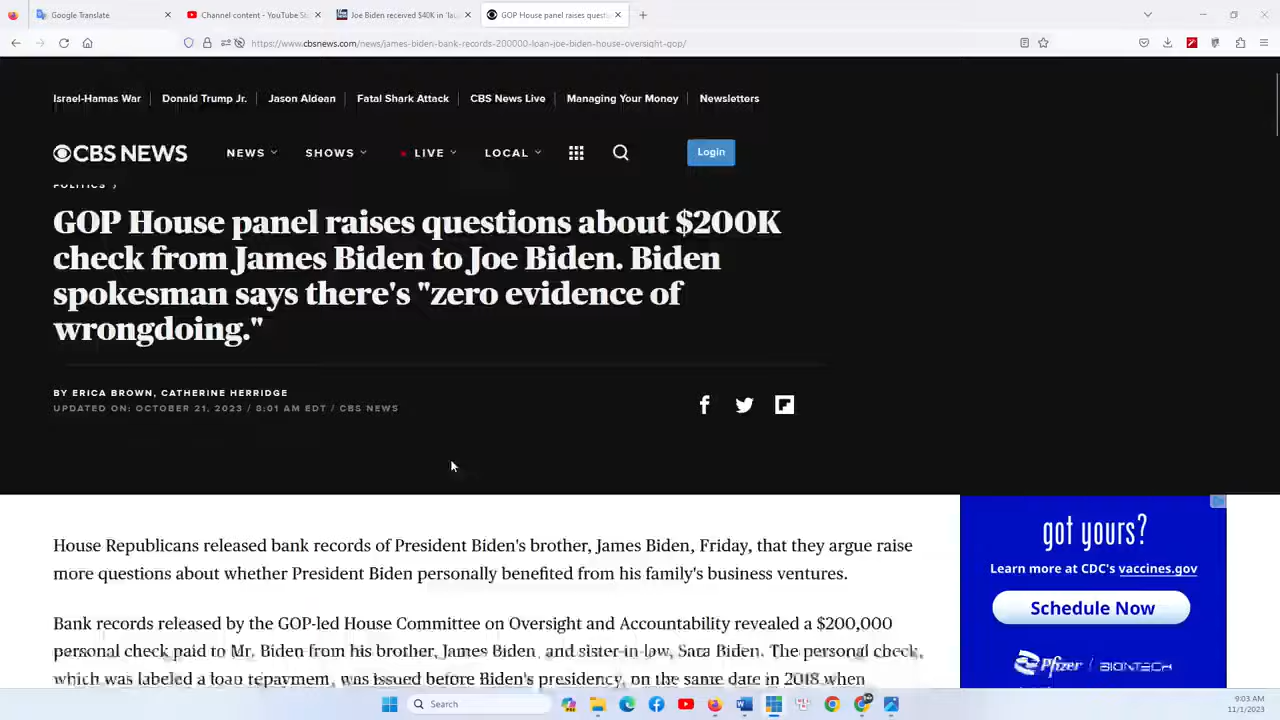 Google Translate
Channel content - YouTube St
Joe Biden received $40K in 'lau
GOP House panel raises questi
https://www.cbsnews.com/news/james-biden-bank-records-200000-loan-joe-biden-house-oversight-gop/
Israel-Hamas War
Donald Trump Jr.
Jason Aldean
Fatal Shark Attack
CBS News Live
Managing Your Money
Newsletters
CBS NEWS
NEWS
SHOWS
LIVE
LOCAL
Login
POLITICS
GOP House panel raises questions about $200K
check from James Biden to Joe Biden. Biden
spokesman says there's "zero evidence of
wrongdoing."
BY ERICA BROWN, CATHERINE HERRIDGE
UPDATED ON: OCTOBER 21, 2023 / 8:01 AM EDT / CBS NEWS
House Republicans released bank records of President Biden's brother, James Biden, Friday, that they argue raise
more questions about whether President Biden personally benefited from his family's business ventures.
Bank records released by the GOP-led House Committee on Oversight and Accountability revealed a $200,000
personal check paid to Mr. Biden from his brother, James Biden, and sister-in-law, Sara Biden. The personal check,
which was labeled a loan repayment, was issued before Biden's presidency, on the same date in 2018 when
got yours?
Learn more at CDC's vaccines.gov
Schedule Now
Pfizer BIONTECH
Search
9:03 AM
11/1/2023